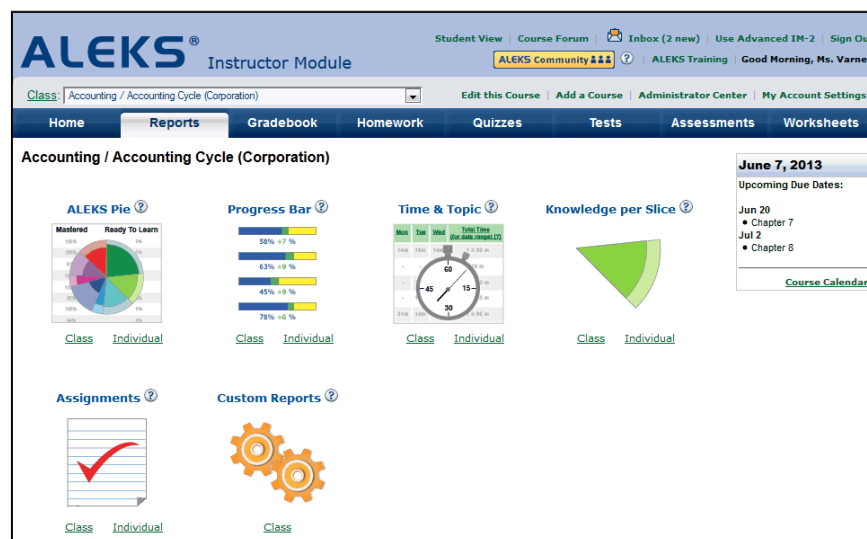 Student View | Course Forum | Inbox (2 new) | Use Advanced IM-2 | Sign Ou
ALEKS® Instructor Module
ALEKS Community ? | ALEKS Training | Good Morning, Ms. Varne
Class: Accounting / Accounting Cycle (Corporation)
Edit this Course | Add a Course | Administrator Center | My Account Settings
Home Reports Gradebook Homework Quizzes Tests Assessments Worksheets
Accounting / Accounting Cycle (Corporation)
June 7, 2013
Upcoming Due Dates:
Jun 20
• Chapter 7
Jul 2
• Chapter 8
Course Calendar
ALEKS Pie ?
Mastered Ready To Learn
Class Individual
Progress Bar ?
58% +7 %
63% +9 %
45% +9 %
78% +6 %
Class Individual
Time & Topic ?
Mon Tue Wed Total Time
(for date range) [?]
60
45 15
30
Class Individual
Knowledge per Slice ?
Class Individual
Assignments ?
Class Individual
Custom Reports ?
Class